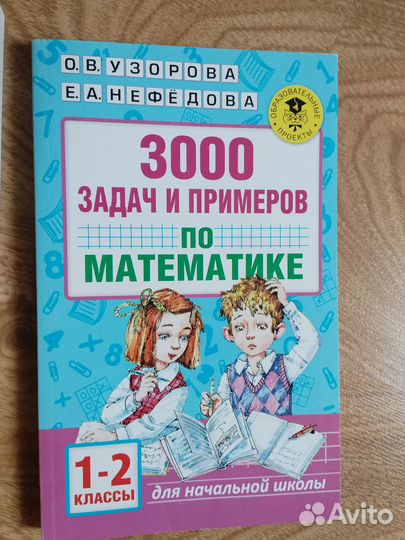 О.В. УЗОРОВА
Е.А. НЕФЁДОВА
ОБРАЗОВАТЕЛЬНЫЕ
ПРОЕКТЫ
3000
ЗАДАЧ И ПРИМЕРОВ
ПО
МАТЕМАТИКЕ
1-2
КЛАССЫ
для начальной школы
Avito